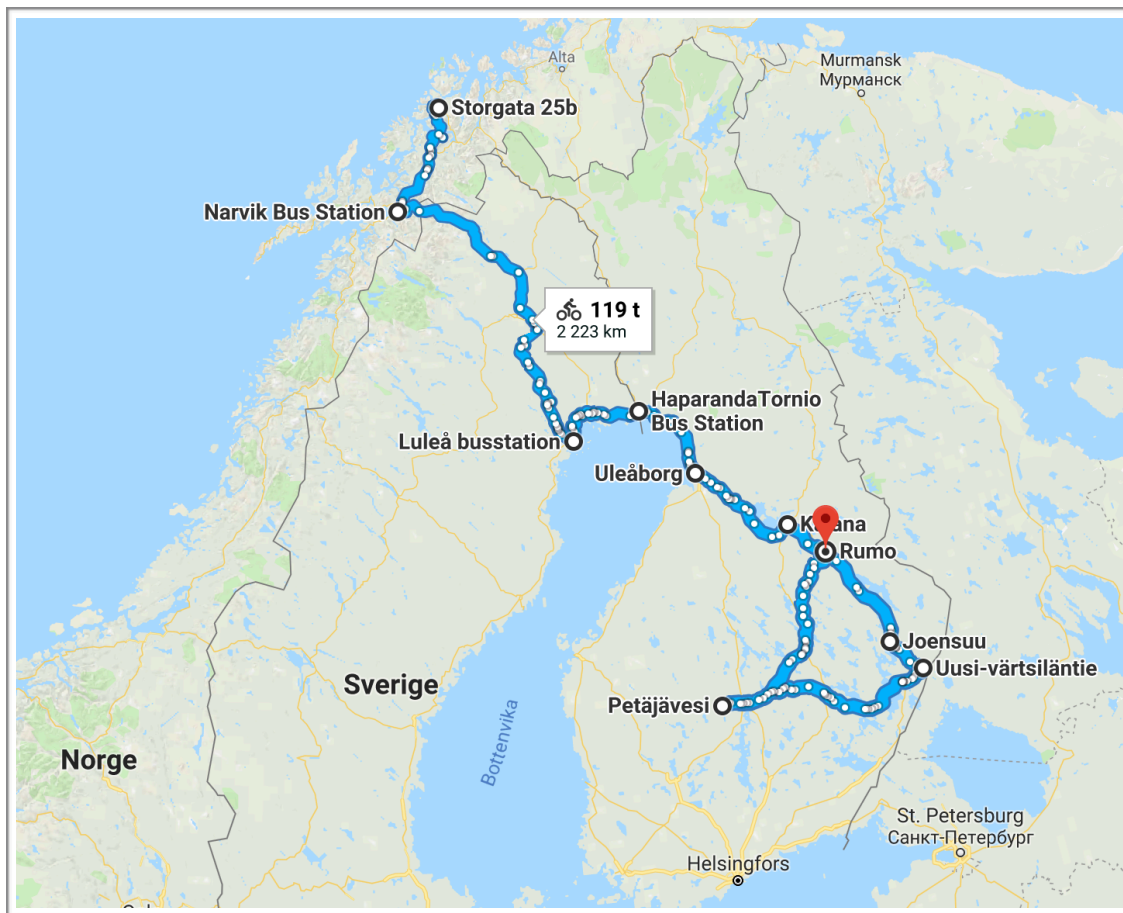 Alta
Murmansk
Мурманск
Storgata 25b
Narvik Bus Station
119 t
2 223 km
HaparandaTornio
Bus Station
Luleå busstation
Uleåborg
Rumo
Joensuu
Uusi-värtsiläntie
Petäjävesi
Sverige
Bottenvika
Norge
St. Petersburg
Санкт-Петербург
Helsingfors